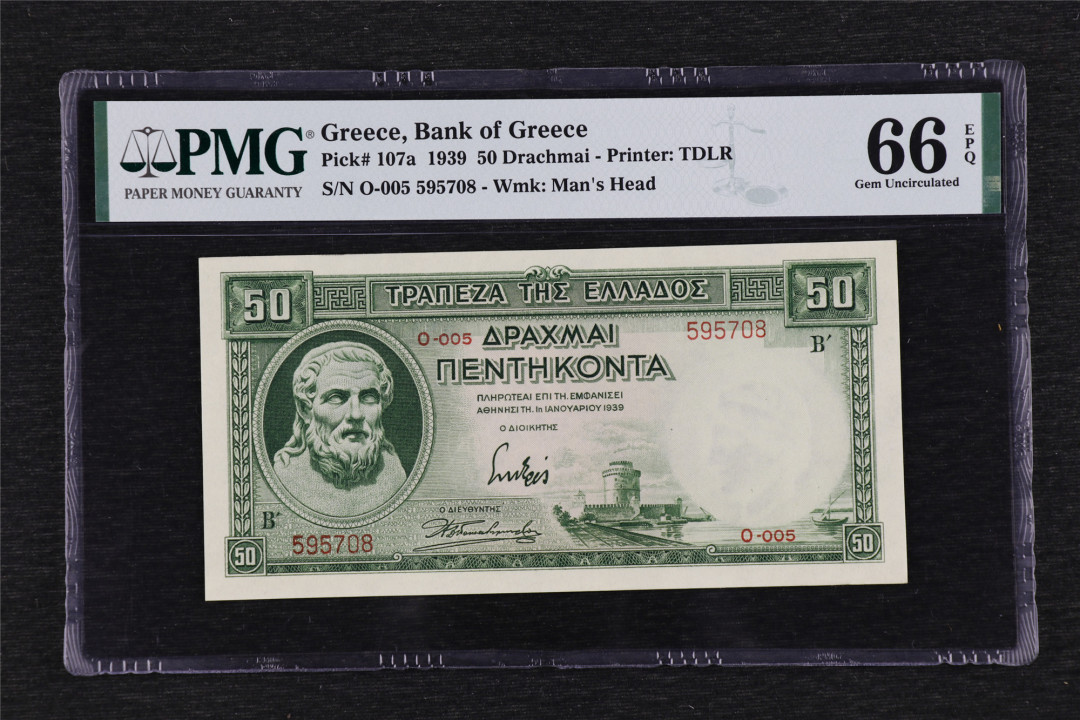 PMG®
PAPER MONEY GUARANTY
Greece, Bank of Greece
Pick# 107a 1939 50 Drachmai - Printer: TDLR
S/N O-005 595708 - Wmk: Man's Head
66 EPQ
Gem Uncirculated
50 ΤΡΑΠΕΖΑ ΤΗΣ ΕΛΛΑΔΟΣ 50
O-005 ΔΡΑΧΜΑΙ 595708
ΠΕΝΤΗΚΟΝΤΑ Β΄
ΠΛΗΡΩΤΕΑΙ ΕΠΙ ΤΗ. ΕΜΦΑΝΙΣΕΙ
ΑΘΗΝΗΣΙ ΤΗ. 1η ΙΑΝΟΥΑΡΙΟΥ 1939
Ο ΔΙΟΙΚΗΤΗΣ
Ο ΔΙΕΥΘΥΝΤΗΣ
Β΄
595708 O-005
50 50